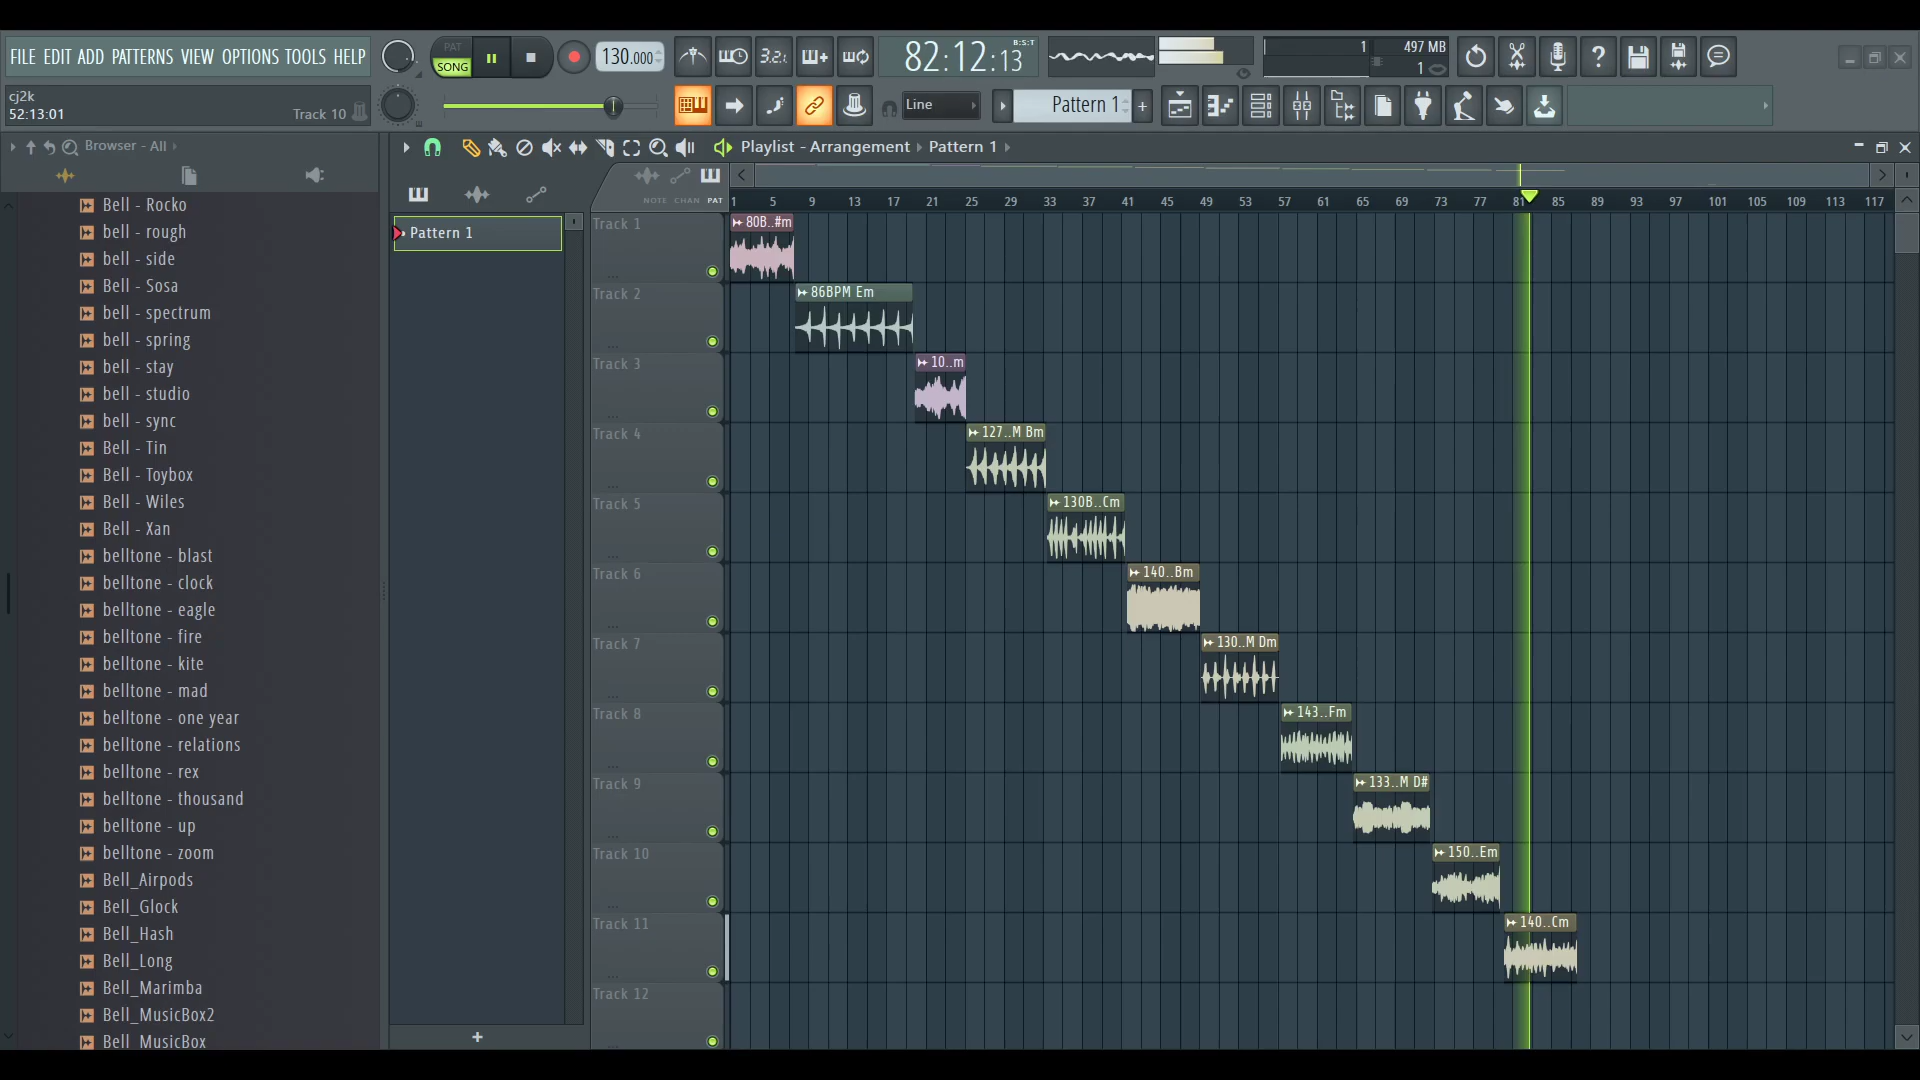 FILE EDIT ADD PATTERNS VIEW OPTIONS TOOLS HELP
PAT
SONG
130.000
3.2.1
82:12:13
B:S:T
1
497 MB
1
cj2k
52:13:01
Track 10
Line
Pattern 1
Browser - All
Playlist - Arrangement › Pattern 1 ›
NOTE CHAN PAT
1 5 9 13 17 21 25 29 33 37 41 45 49 53 57 61 65 69 73 77 81 85 89 93 97 101 105 109 113 117
Bell - Rocko
bell - rough
bell - side
Bell - Sosa
bell - spectrum
bell - spring
bell - stay
bell - studio
bell - sync
Bell - Tin
Bell - Toybox
Bell - Wiles
Bell - Xan
belltone - blast
belltone - clock
belltone - eagle
belltone - fire
belltone - kite
belltone - mad
belltone - one year
belltone - relations
belltone - rex
belltone - thousand
belltone - up
belltone - zoom
Bell_Airpods
Bell_Glock
Bell_Hash
Bell_Long
Bell_Marimba
Bell_MusicBox2
Bell_MusicBox
Pattern 1
Track 1
80B..#m
Track 2
86BPM Em
Track 3
10..m
Track 4
127..M Bm
Track 5
130B..Cm
Track 6
140..Bm
Track 7
130..M Dm
Track 8
143..Fm
Track 9
133..M D#
Track 10
150..Em
Track 11
140..Cm
Track 12